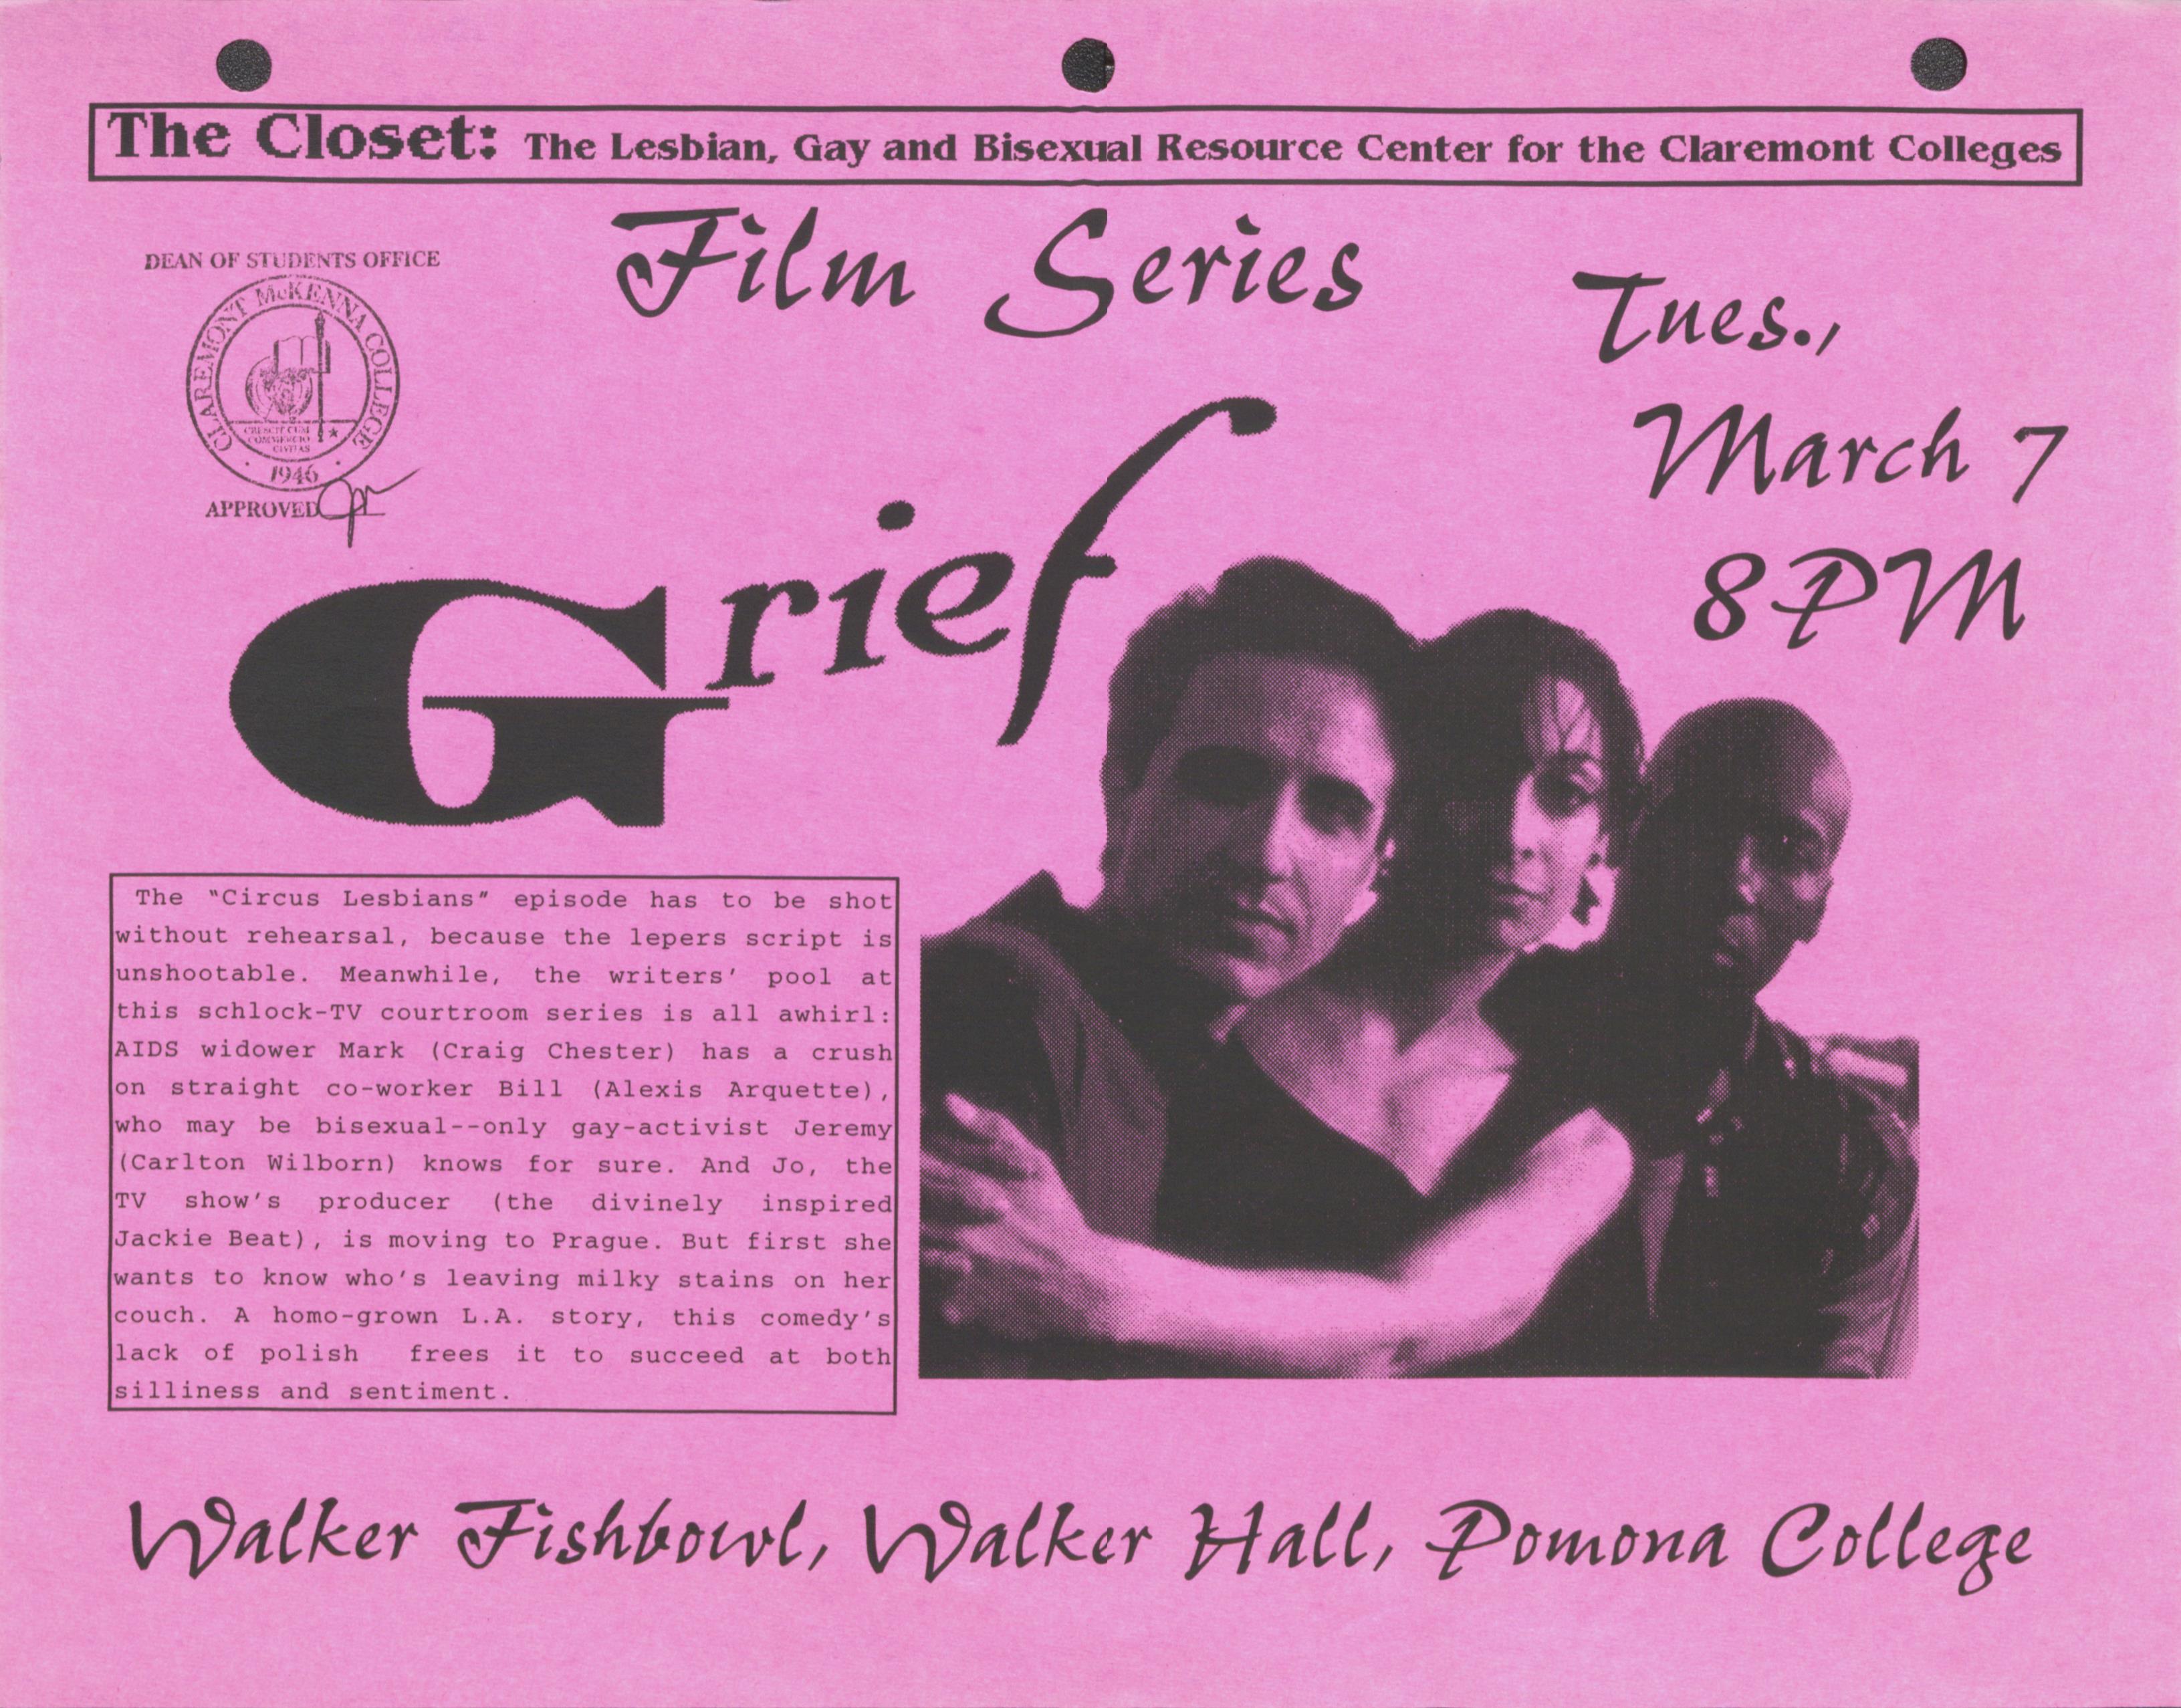 The Closet: The Lesbian, Gay and Bisexual Resource Center for the Claremont Colleges
Film Series
Tues.,
March 7
8PM
DEAN OF STUDENTS OFFICE
CLAREMONT McKENNA COLLEGE
CRESCIT CUM
COMMERCIO
CIVITAS
1946
APPROVED
Grief
The "Circus Lesbians" episode has to be shot
without rehearsal, because the lepers script is
unshootable. Meanwhile, the writers' pool at
this schlock-TV courtroom series is all awhirl:
AIDS widower Mark (Craig Chester) has a crush
on straight co-worker Bill (Alexis Arquette),
who may be bisexual--only gay-activist Jeremy
(Carlton Wilborn) knows for sure. And Jo, the
TV show's producer (the divinely inspired
Jackie Beat), is moving to Prague. But first she
wants to know who's leaving milky stains on her
couch. A homo-grown L.A. story, this comedy's
lack of polish frees it to succeed at both
silliness and sentiment.
Walker Fishbowl, Walker Hall, Pomona College